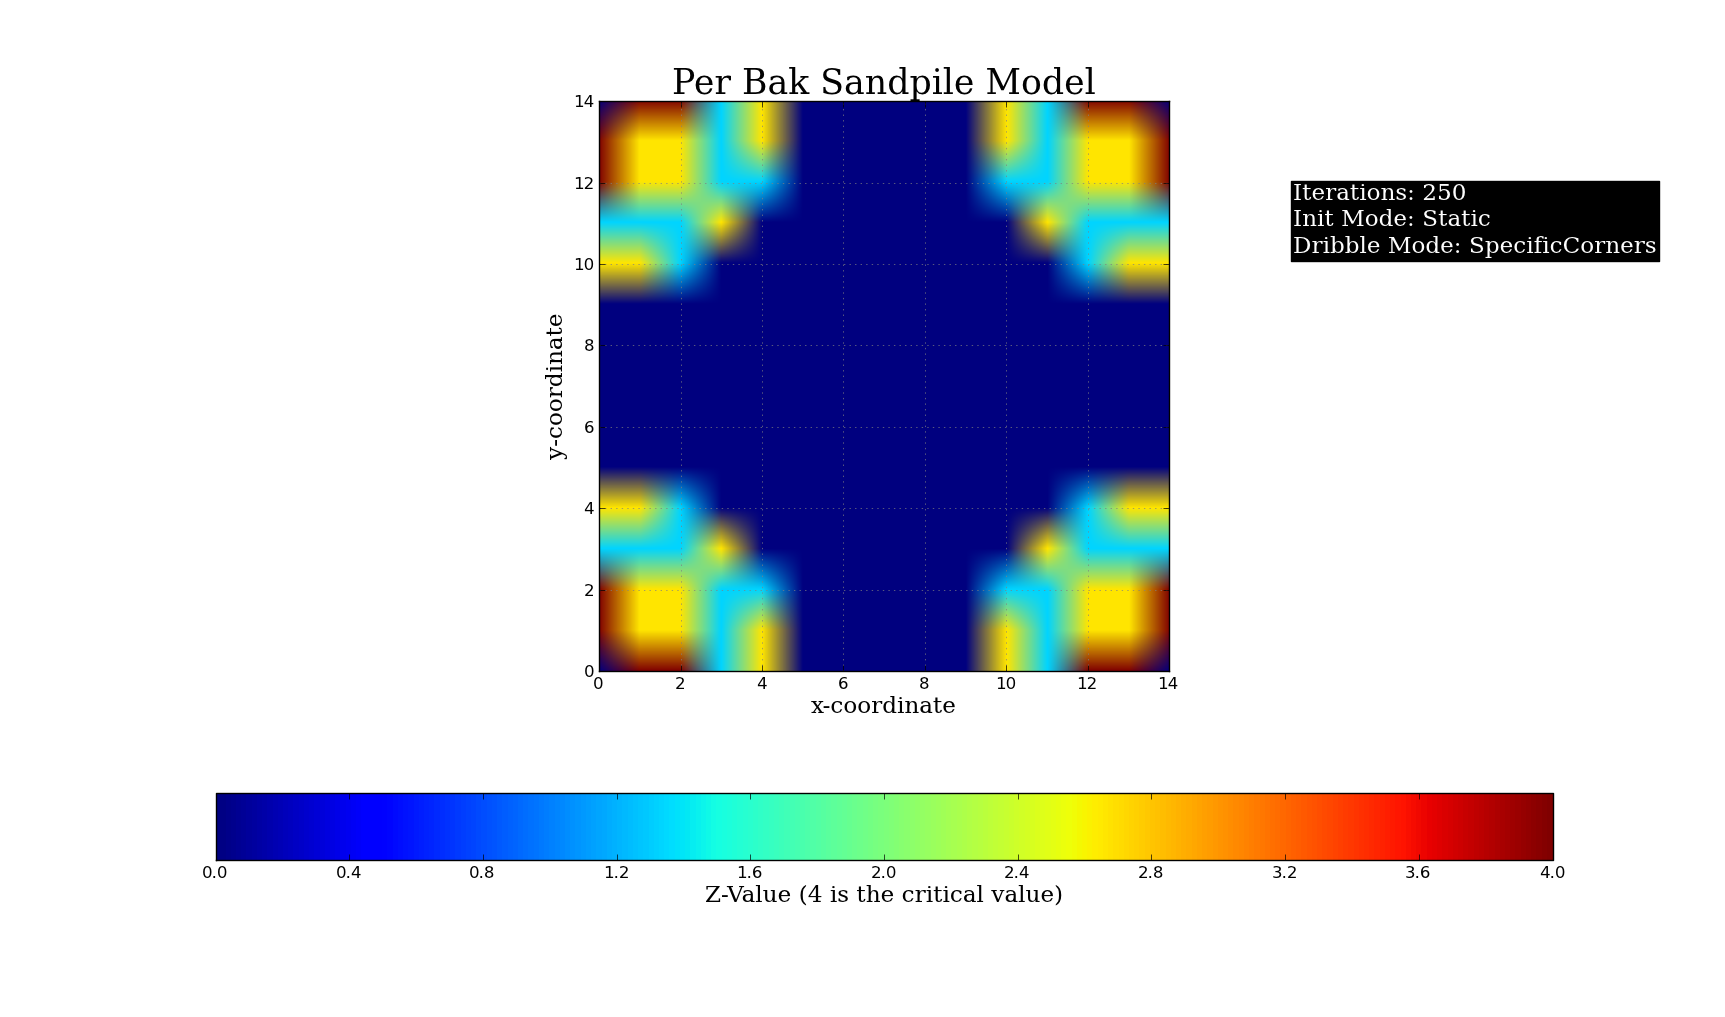 Per Bak Sandpile Model
14
12
10
8
6
4
2
0
y-coordinate
0 2 4 6 8 10 12 14
x-coordinate
Iterations: 250
Init Mode: Static
Dribble Mode: SpecificCorners
0.0 0.4 0.8 1.2 1.6 2.0 2.4 2.8 3.2 3.6 4.0
Z-Value (4 is the critical value)